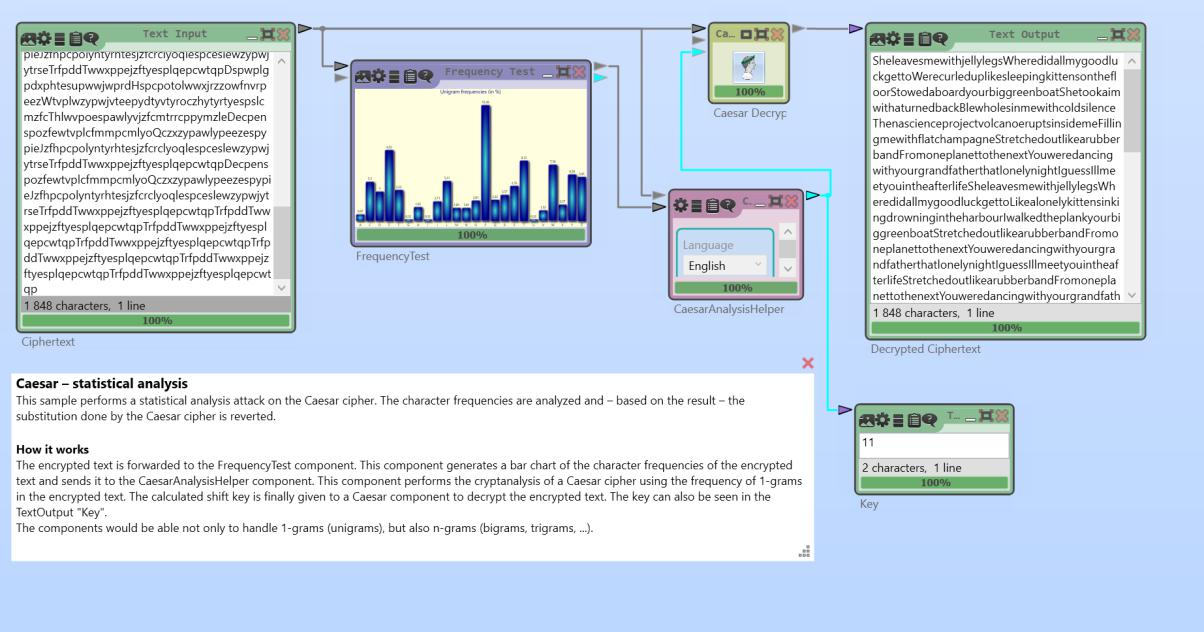 Text Input
pieJzfhpcpolyntyrhtesjzfcrclyoqlespceslewzypwj
ytrseTrfpddTwwxppejzftyesplqepcwtqpDspwplg
pdxphtesupwwjwprdHspcpotolwwxjrzzowfnvrp
eezWtvplwzypwjvteepydtyvtyroczhytyrtyespslc
mzfcThlwvpoespawlyvjzfcmtrrcppymzleDecpen
spozfewtvplcfmmpcmlyoQczxzypawlypeezespy
pieJzfhpcpolyntyrhtesjzfcrclyoqlespceslewzypwj
ytrseTrfpddTwwxppejzftyesplqepcwtqpDecpens
pozfewtvplcfmmpcmlyoQczxzypawlypeezespypi
eJzfhpcpolyntyrhtesjzfcrclyoqlespceslewzypwjyt
rseTrfpddTwwxppejzftyesplqepcwtqpTrfpddTww
xppejzftyesplqepcwtqpTrfpddTwwxppejzftyespl
qepcwtqpTrfpddTwwxppejzftyesplqepcwtqpTrfp
ddTwwxppejzftyesplqepcwtqpTrfpddTwwxppejz
ftyesplqepcwtqpTrfpddTwwxppejzftyesplqepcwt
qp
1 848 characters, 1 line
100%
Ciphertext
Frequency Test
Unigram frequencies (in %)
100%
FrequencyTest
Ca...
100%
Caesar Decryp
C...
Language
English
100%
CaesarAnalysisHelper
Text Output
SheleavesmewithjellylegsWheredidallmygoodlu
ckgettoWerecurleduplikesleepingkittensonthefl
oorStowedaboardyourbiggreenboatShetookaim
withaturnedbackBlewholesinmewithcoldsilence
ThenascienceprojectvolcanoeruptsinsidemeFillin
gmewithflatchampagneStretchedoutlikearubber
bandFromoneplanettothenextYouweredancing
withyourgrandfatherthatlonelynightIguessIllme
etyouintheafterlifeSheleavesmewithjellylegsWh
eredidallmygoodluckgettoLikealonelykittensinki
ngdrowningintheharbourIwalkedtheplankyourbi
ggreenboatStretchedoutlikearubberbandFromo
neplanettothenextYouweredancingwithyourgra
ndfatherthatlonelynightIguessIllmeetyouintheaf
terlifeStretchedoutlikearubberbandFromonepla
nettothenextYouweredancingwithyourgrandfath
1 848 characters, 1 line
100%
Decrypted Ciphertext
Caesar – statistical analysis
This sample performs a statistical analysis attack on the Caesar cipher. The character frequencies are analyzed and – based on the result – the
substitution done by the Caesar cipher is reverted.
How it works
The encrypted text is forwarded to the FrequencyTest component. This component generates a bar chart of the character frequencies of the encrypted
text and sends it to the CaesarAnalysisHelper component. This component performs the cryptanalysis of a Caesar cipher using the frequency of 1-grams
in the encrypted text. The calculated shift key is finally given to a Caesar component to decrypt the encrypted text. The key can also be seen in the
TextOutput "Key".
The components would be able not only to handle 1-grams (unigrams), but also n-grams (bigrams, trigrams, ...).
T...
11
2 characters, 1 line
100%
Key